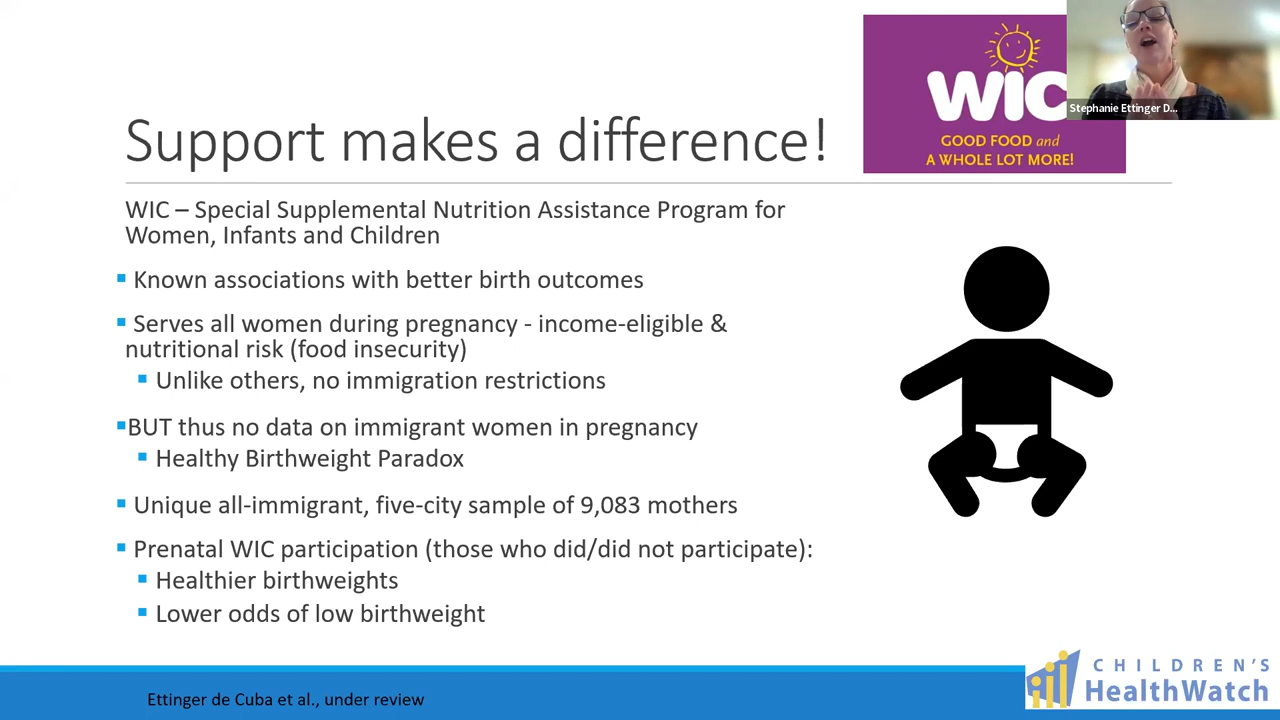 WIC
GOOD FOOD and
A WHOLE LOT MORE!
Stephanie Ettinger D...
Support makes a difference!
WIC – Special Supplemental Nutrition Assistance Program for
Women, Infants and Children
Known associations with better birth outcomes
Serves all women during pregnancy - income-eligible &
nutritional risk (food insecurity)
Unlike others, no immigration restrictions
BUT thus no data on immigrant women in pregnancy
Healthy Birthweight Paradox
Unique all-immigrant, five-city sample of 9,083 mothers
Prenatal WIC participation (those who did/did not participate):
Healthier birthweights
Lower odds of low birthweight
Ettinger de Cuba et al., under review
CHILDREN'S
HealthWatch